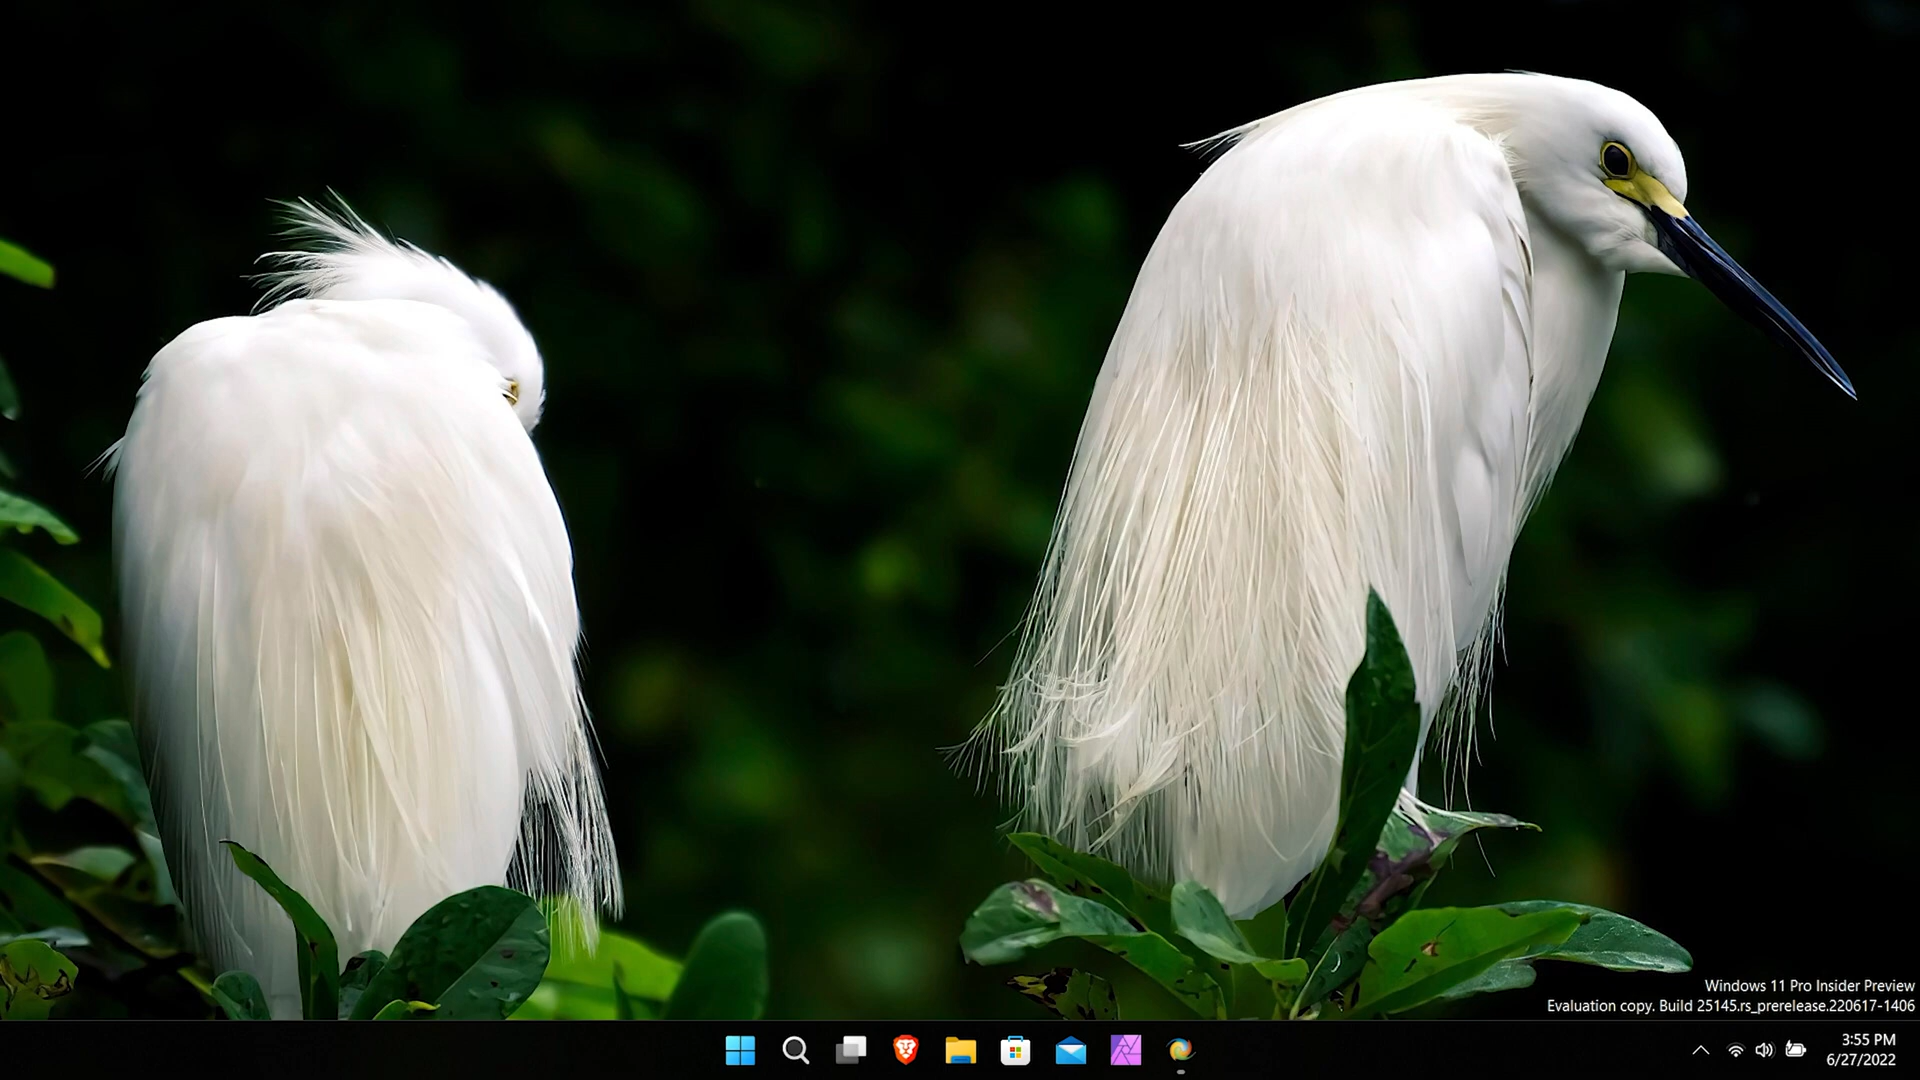 Windows 11 Pro Insider Preview
Evaluation copy. Build 25145.rs_prerelease.220617-1406
3:55 PM
6/27/2022